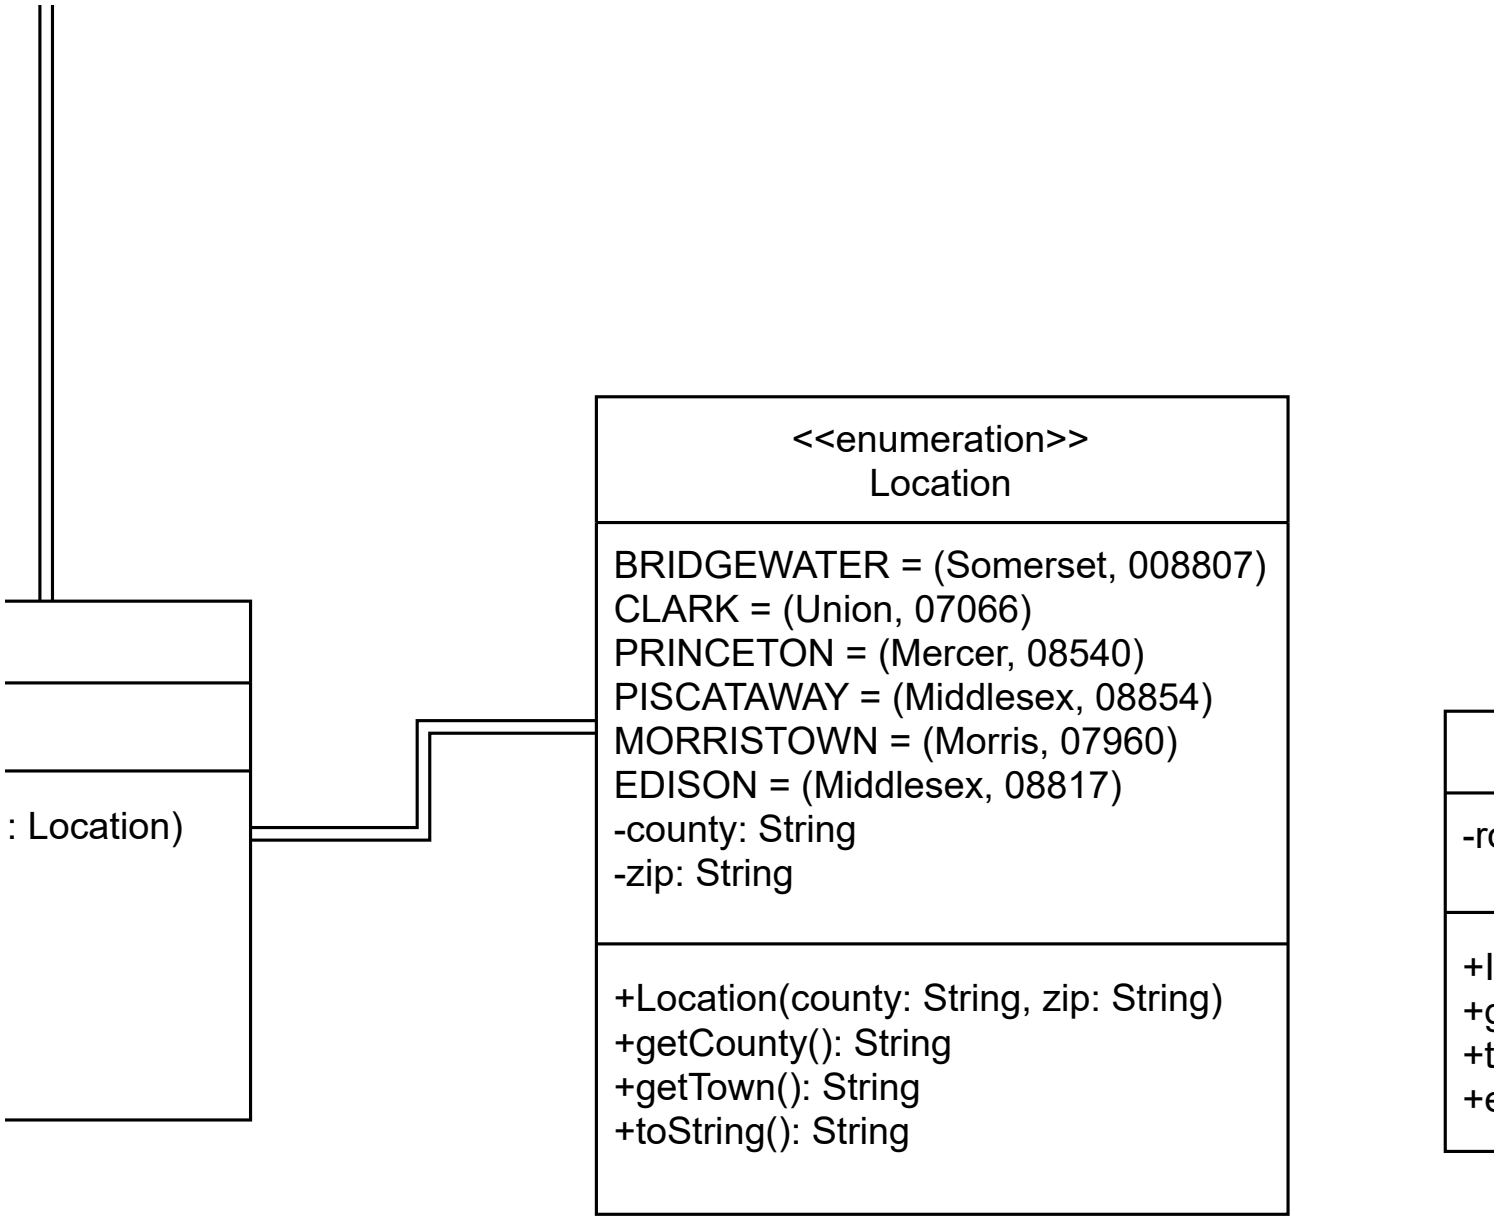 : Location)
<<enumeration>>
Location
BRIDGEWATER = (Somerset, 008807)
CLARK = (Union, 07066)
PRINCETON = (Mercer, 08540)
PISCATAWAY = (Middlesex, 08854)
MORRISTOWN = (Morris, 07960)
EDISON = (Middlesex, 08817)
-county: String
-zip: String
+Location(county: String, zip: String)
+getCounty(): String
+getTown(): String
+toString(): String